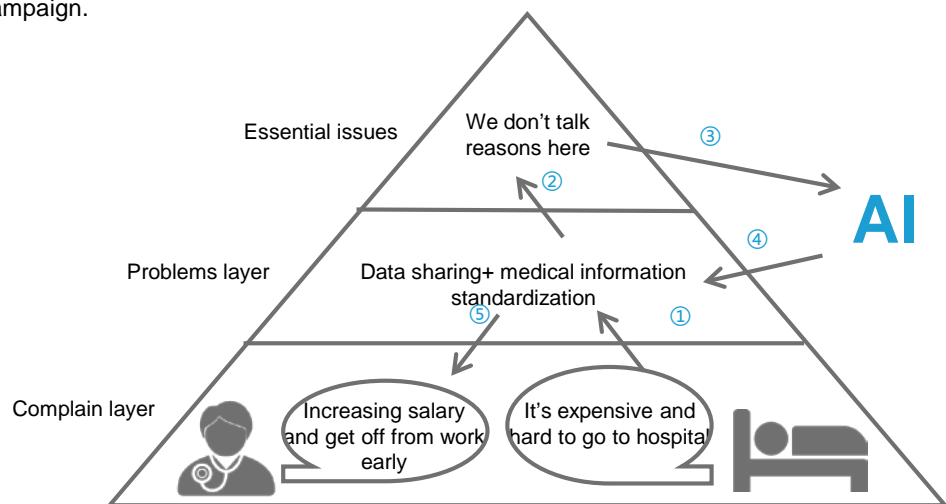 ampaign.
Essential issues
We don't talk
reasons here
③
②
AI
④
Problems layer
Data sharing+ medical information
standardization
⑤
①
Complain layer
Increasing salary
and get off from work
early
It's expensive and
hard to go to hospital